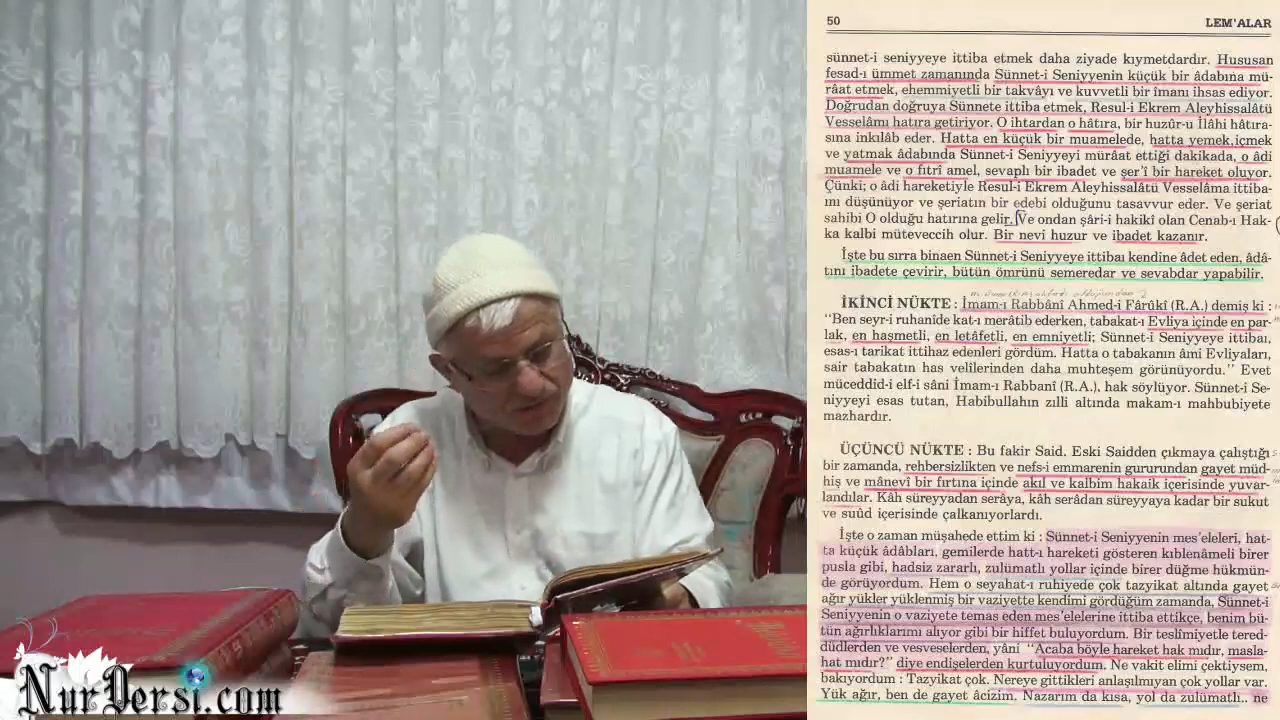 50 LEM'ALAR
sünnet-i seniyyeye ittiba etmek daha ziyade kıymetdardır. Hususan
fesad-ı ümmet zamanında Sünnet-i Seniyyenin küçük bir âdabına mü-
râat etmek, ehemmiyetli bir takvâyı ve kuvvetli bir îmanı ihsas ediyor.
Doğrudan doğruya Sünnete ittiba etmek, Resul-i Ekrem Aleyhissalâtü
Vesselâmı hatıra getiriyor. O ihtardan o hâtıra, bir huzûr-u İlâhi hâtıra-
sına inkılâb eder. Hatta en küçük bir muamelede, hatta yemek,içmek
ve yatmak âdabında Sünnet-i Seniyyeyi mürâat ettiği dakikada, o âdi
muamele ve o fıtrî amel, sevaplı bir ibadet ve şer'î bir hareket oluyor.
Çünki; o âdi hareketiyle Resul-i Ekrem Aleyhissalâtü Vesselâma ittiba-
ını düşünüyor ve şeriatın bir edebi olduğunu tasavvur eder. Ve şeriat
sahibi O olduğu hatırına gelir. Ve ondan şâri-i hakikî olan Cenab-ı Hak-
ka kalbi müteveccih olur. Bir nevi huzur ve ibadet kazanır.
İşte bu sırra binaen Sünnet-i Seniyyeye ittibaı kendine âdet eden, âdâ-
tını ibadete çevirir, bütün ömrünü semeredar ve sevabdar yapabilir.
İKİNCİ NÜKTE : İmam-ı Rabbânî Ahmed-i Fârûkî (R.A.) demiş ki :
"Ben seyr-i ruhanîde kat-ı merâtib ederken, tabakat-ı Evliya içinde en par-
lak, en haşmetli, en letâfetli, en emniyetli; Sünnet-i Seniyyeye ittibaı,
esas-ı tarikat ittihaz edenleri gördüm. Hatta o tabakanın âmi Evliyaları,
sair tabakatın has velîlerinden daha muhteşem görünüyordu." Evet
müceddid-i elf-i sâni İmam-ı Rabbanî (R.A.), hak söylüyor. Sünnet-i Se-
niyyeyi esas tutan, Habibullahın zılli altında makam-ı mahbubiyete
mazhardır.
ÜÇÜNCÜ NÜKTE : Bu fakir Said. Eski Saidden çıkmaya çalıştığı
bir zamanda, rehbersizlikten ve nefs-i emmarenin gururundan gayet müd-
hiş ve mânevî bir fırtına içinde akıl ve kalbim hakaik içerisinde yuvar-
landılar. Kâh süreyyadan serâya, kâh serâdan süreyyaya kadar bir sukut
ve suûd içerisinde çalkanıyorlardı.
İşte o zaman müşahede ettim ki : Sünnet-i Seniyyenin mes'eleleri, hat-
ta küçük âdâbları, gemilerde hatt-ı hareketi gösteren kıblenâmeli birer
pusla gibi, hadsiz zararlı, zulümatlı yollar içinde birer düğme hükmün-
de görüyordum. Hem o seyahat-ı ruhiyede çok tazyikat altında gayet
ağır yükler yüklenmiş bir vaziyette kendimi gördüğüm zamanda, Sünnet-i
Seniyyenin o vaziyete temas eden mes'elelerine ittiba ettikçe, benim bü-
tün ağırlıklarımı alıyor gibi bir hiffet buluyordum. Bir teslîmiyetle tered-
düdlerden ve vesveselerden, yâni "Acaba böyle hareket hak mıdır, masla-
hat mıdır?" diye endişelerden kurtuluyordum. Ne vakit elimi çektiysem,
bakıyordum : Tazyikat çok. Nereye gittikleri anlaşılmıyan çok yollar var.
Yük ağır, ben de gayet âcizim. Nazarım da kısa, yol da zulümatlı.. ne
NurDersi.com